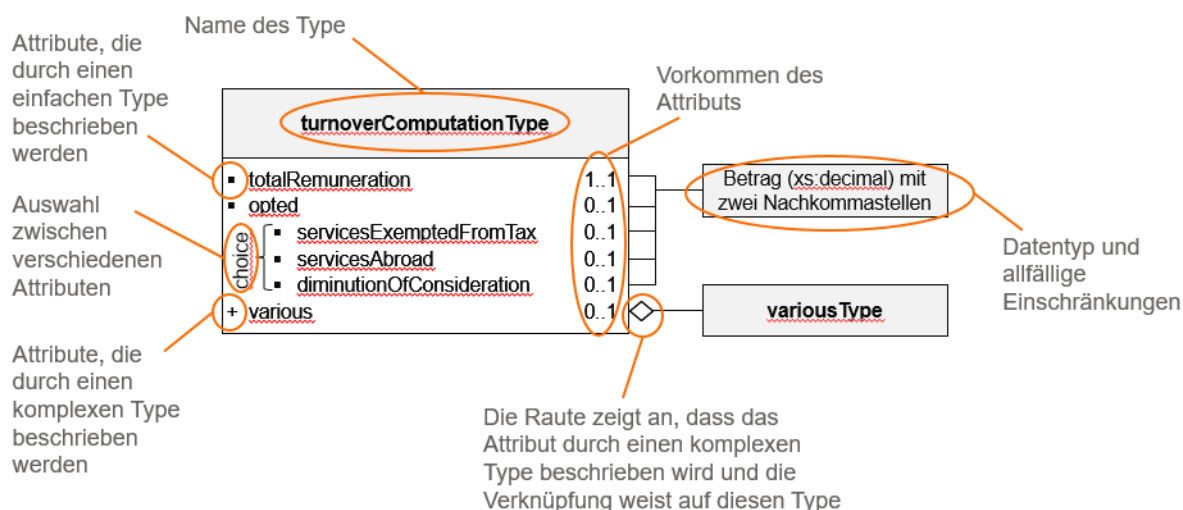 Name des Type
Attribute, die
durch einen
einfachen Type
beschrieben
werden
Vorkommen des
Attributs
turnoverComputationType
▪ totalRemuneration 1..1
▪ opted 0..1
choice
▪ servicesExemptedFromTax 0..1
▪ servicesAbroad 0..1
▪ diminutionOfConsideration 0..1
+ various 0..1
Betrag (xs:decimal) mit
zwei Nachkommastellen
variousType
Auswahl
zwischen
verschiedenen
Attributen
Datentyp und
allfällige
Einschränkungen
Attribute, die
durch einen
komplexen Type
beschrieben
werden
Die Raute zeigt an, dass das
Attribut durch einen komplexen
Type beschrieben wird und die
Verknüpfung weist auf diesen Type